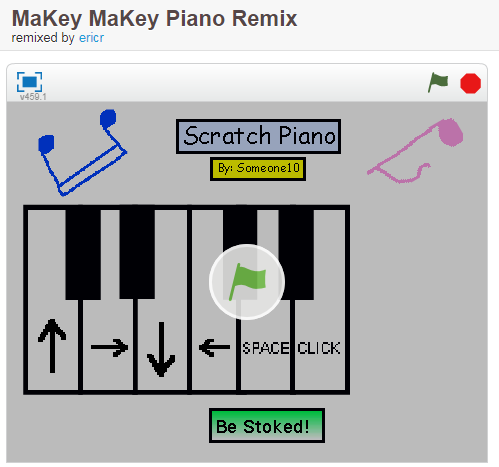 MaKey MaKey Piano Remix
remixed by ericr
v459.1
Scratch Piano
By: Someone10
SPACE CLICK
Be Stoked!